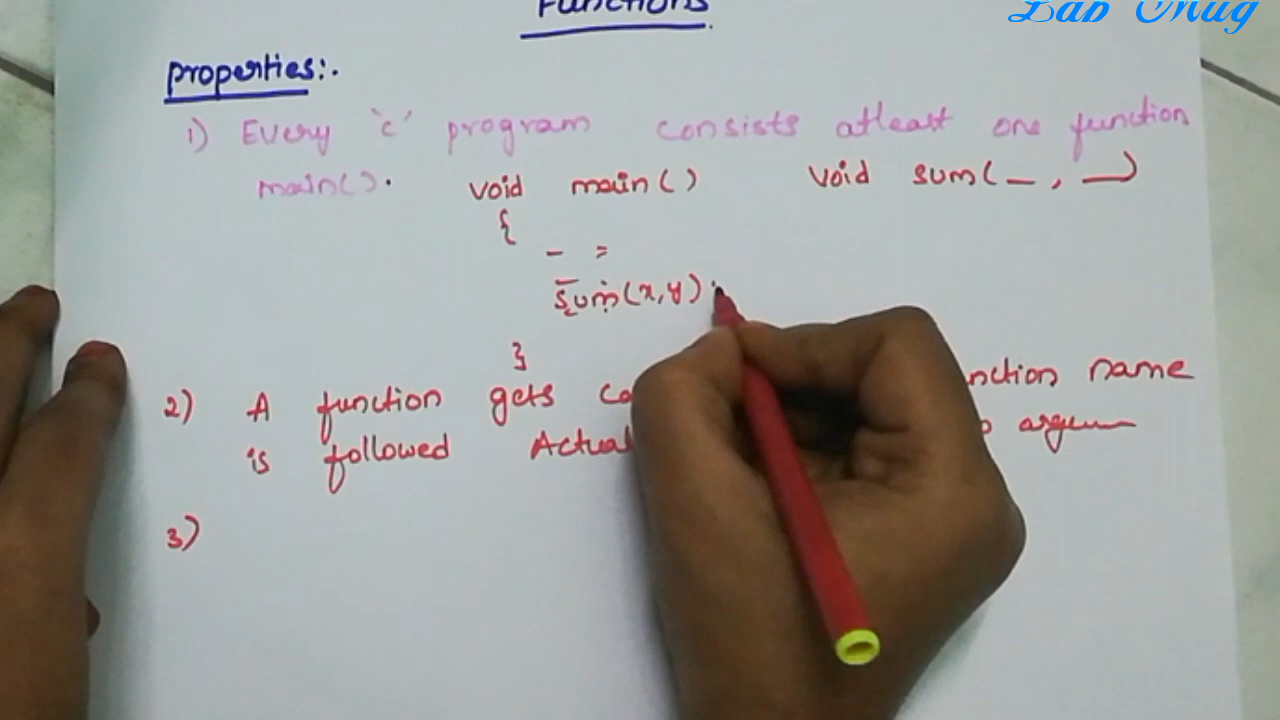 Functions
Lab Mug
properties:.
1) Every 'c' program consists atleast one function
main(). void main() void sum( _ , _ )
{
- =
sum(x,y);
}
2) A function gets nction name
is followed Actual
3)